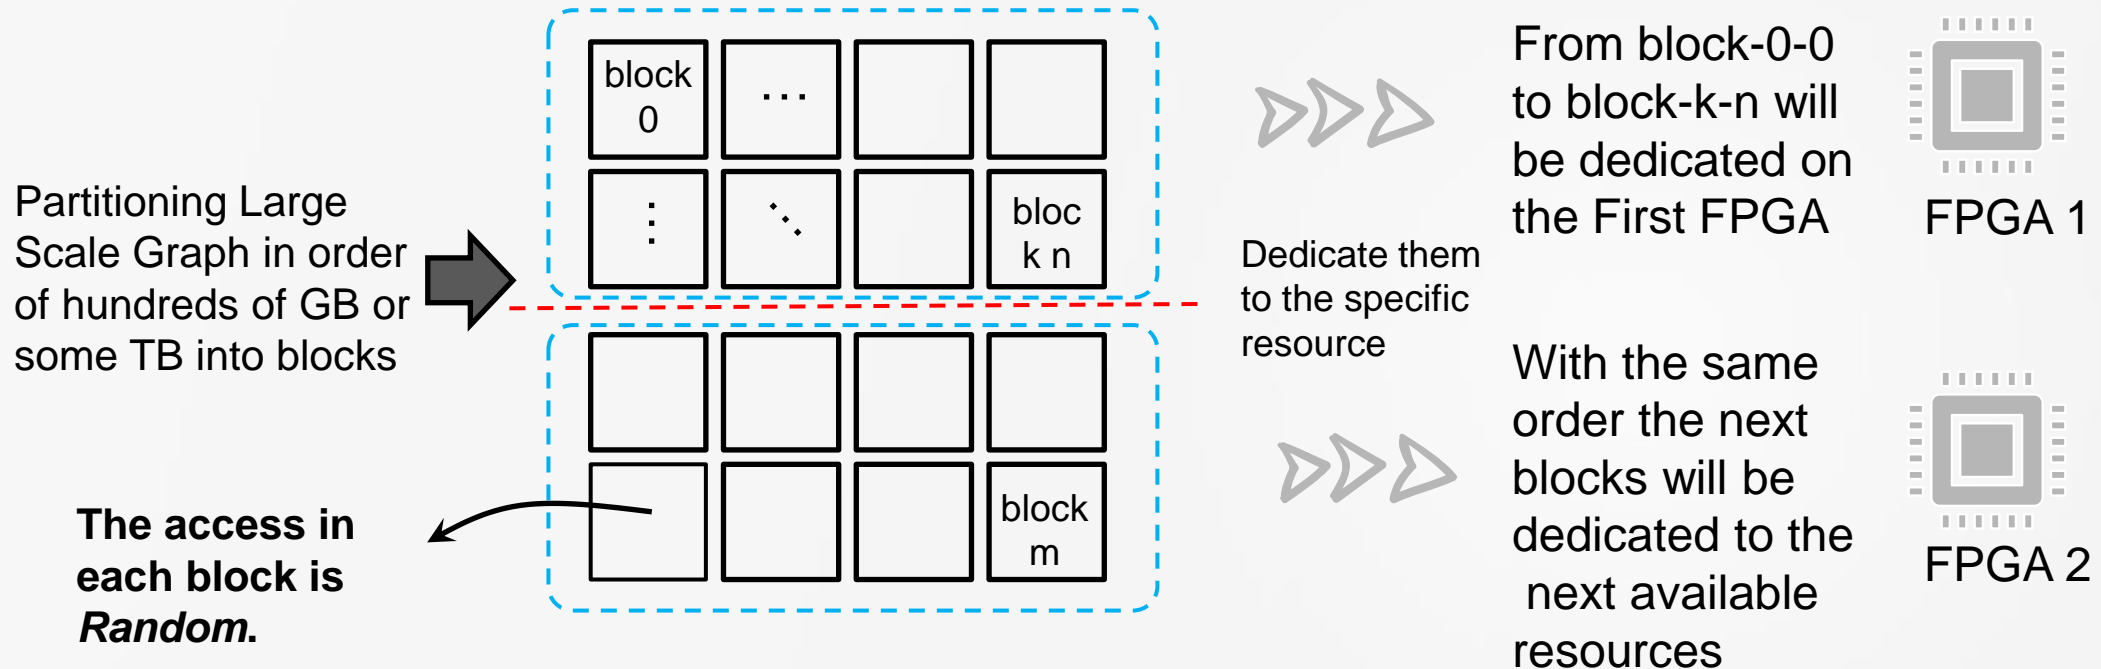 Partitioning Large
Scale Graph in order
of hundreds of GB or
some TB into blocks
The access in
each block is
Random.
block
0
...
⋮
⋱
bloc
k n
block
m
Dedicate them
to the specific
resource
From block-0-0
to block-k-n will
be dedicated on
the First FPGA
FPGA 1
With the same
order the next
blocks will be
dedicated to the
next available
resources
FPGA 2